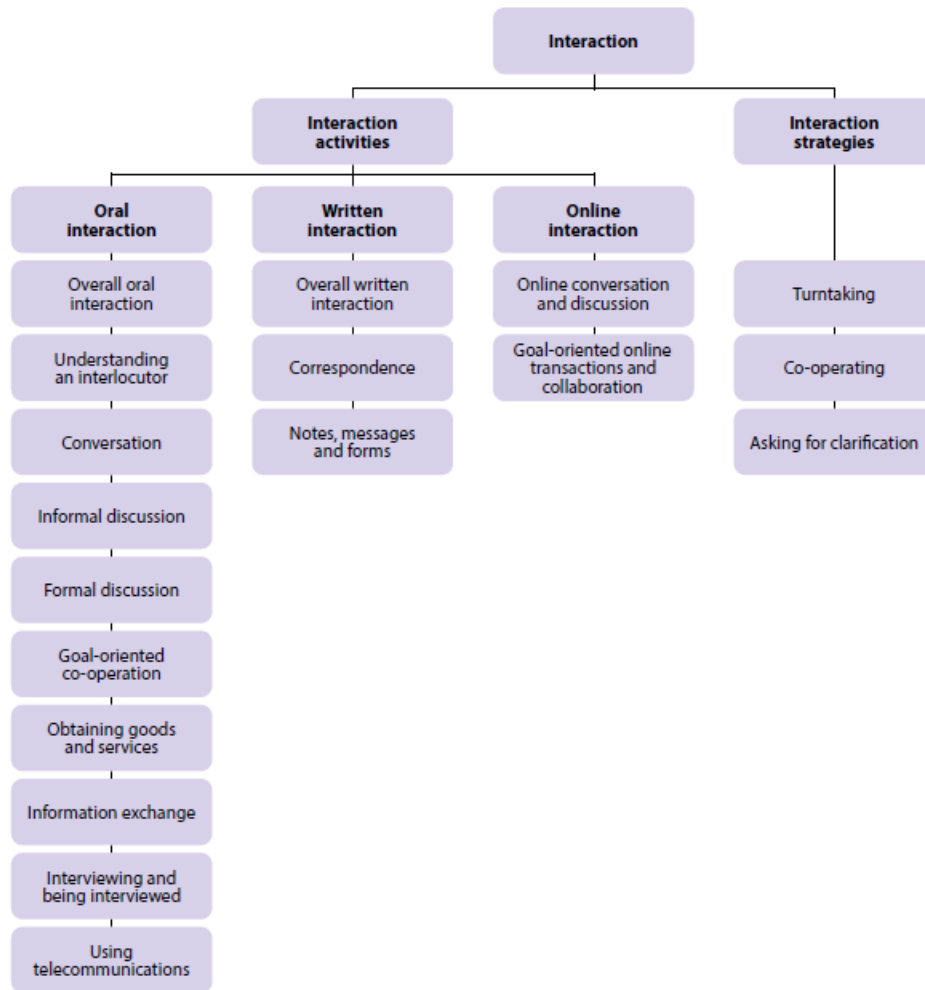 Interaction
Interaction
activities
Interaction
strategies
Oral
interaction
Written
interaction
Online
interaction
Overall oral
interaction
Understanding
an interlocutor
Conversation
Informal discussion
Formal discussion
Goal-oriented
co-operation
Obtaining goods
and services
Information exchange
Interviewing and
being interviewed
Using
telecommunications
Overall written
interaction
Correspondence
Notes, messages
and forms
Online conversation
and discussion
Goal-oriented online
transactions and
collaboration
Turntaking
Co-operating
Asking for clarification